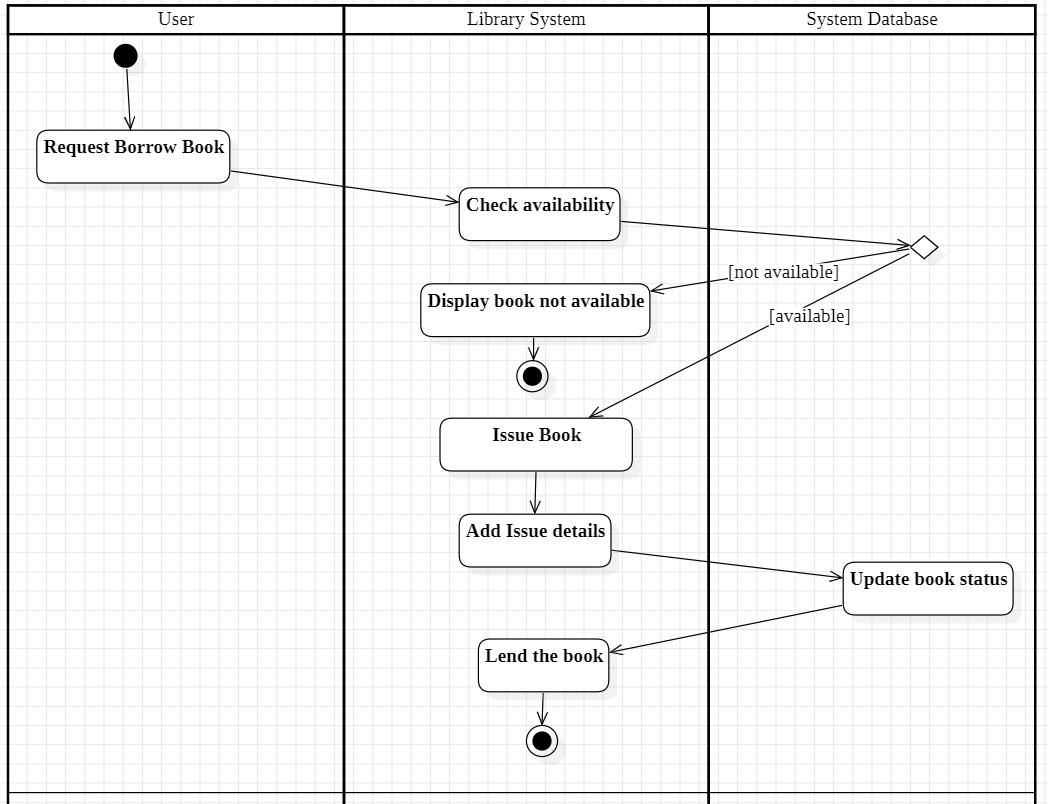 User
Library System
System Database
Request Borrow Book
Check availability
[not available]
Display book not available
[available]
Issue Book
Add Issue details
Update book status
Lend the book